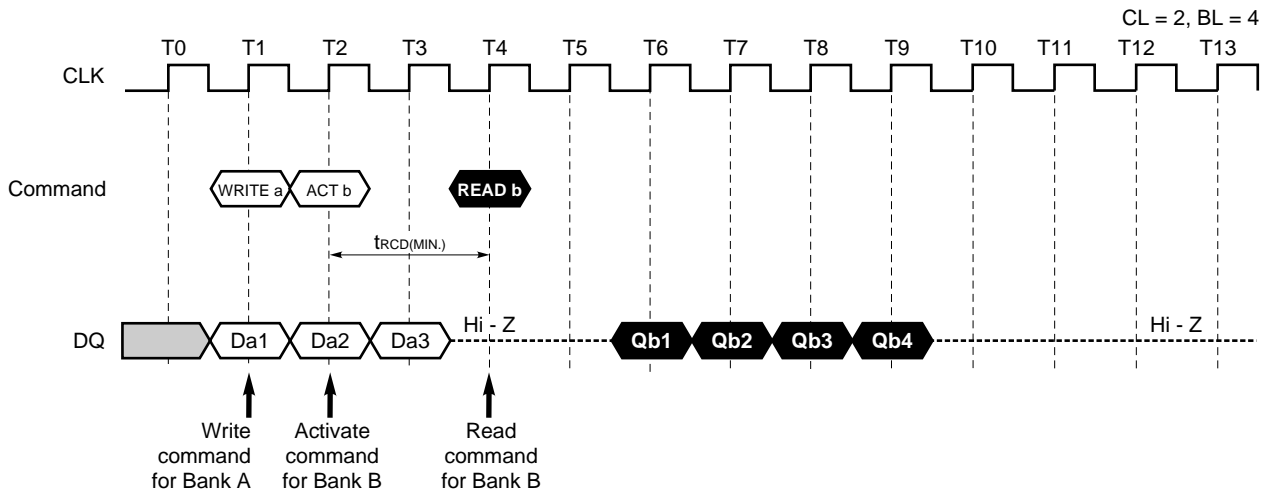 CL = 2, BL = 4
T0 T1 T2 T3 T4 T5 T6 T7 T8 T9 T10 T11 T12 T13
CLK
Command WRITE a ACT b READ b
tRCD(MIN.)
DQ Da1 Da2 Da3 Hi - Z Qb1 Qb2 Qb3 Qb4 Hi - Z
Write Activate Read
command command command
for Bank A for Bank B for Bank B